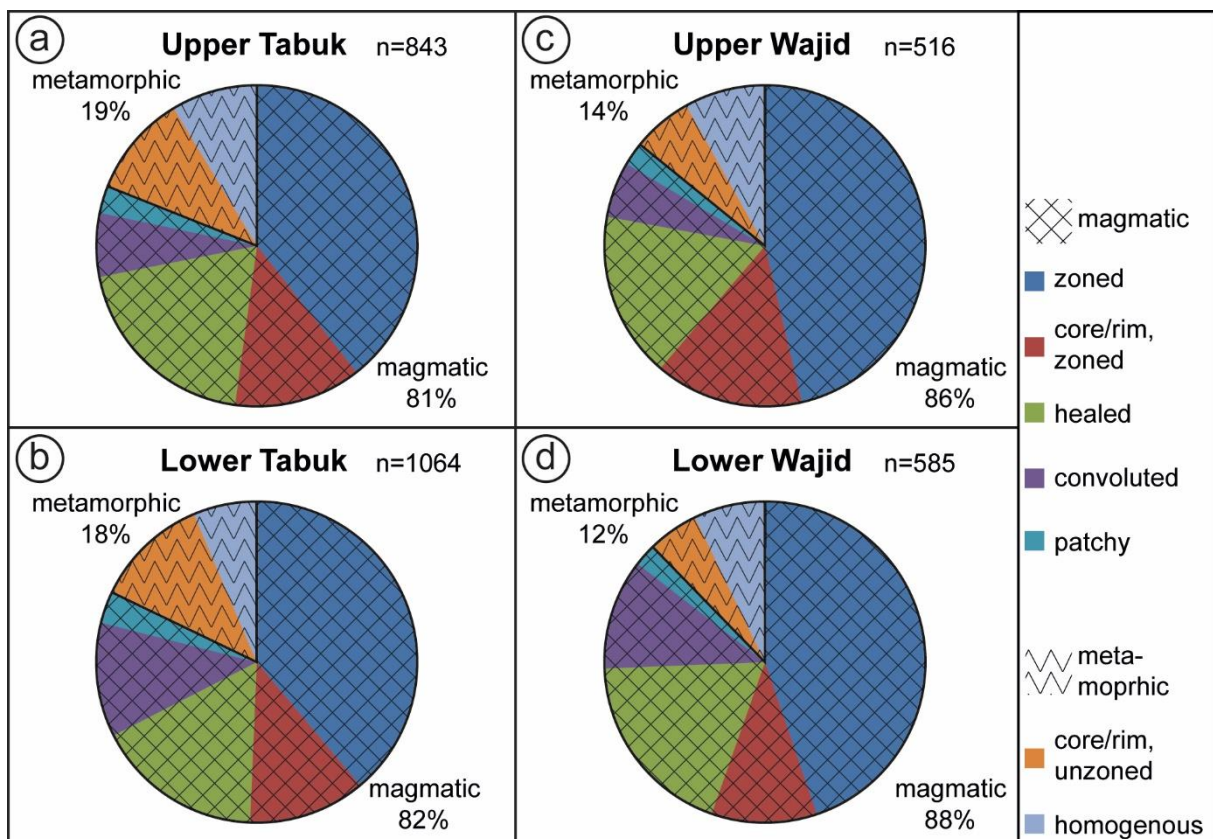 a
Upper Tabuk n=843
metamorphic
19%
magmatic
81%
c
Upper Wajid n=516
metamorphic
14%
magmatic
86%
b
Lower Tabuk n=1064
metamorphic
18%
magmatic
82%
d
Lower Wajid n=585
metamorphic
12%
magmatic
88%
magmatic
zoned
core/rim,
zoned
healed
convoluted
patchy
meta-
moprhic
core/rim,
unzoned
homogenous